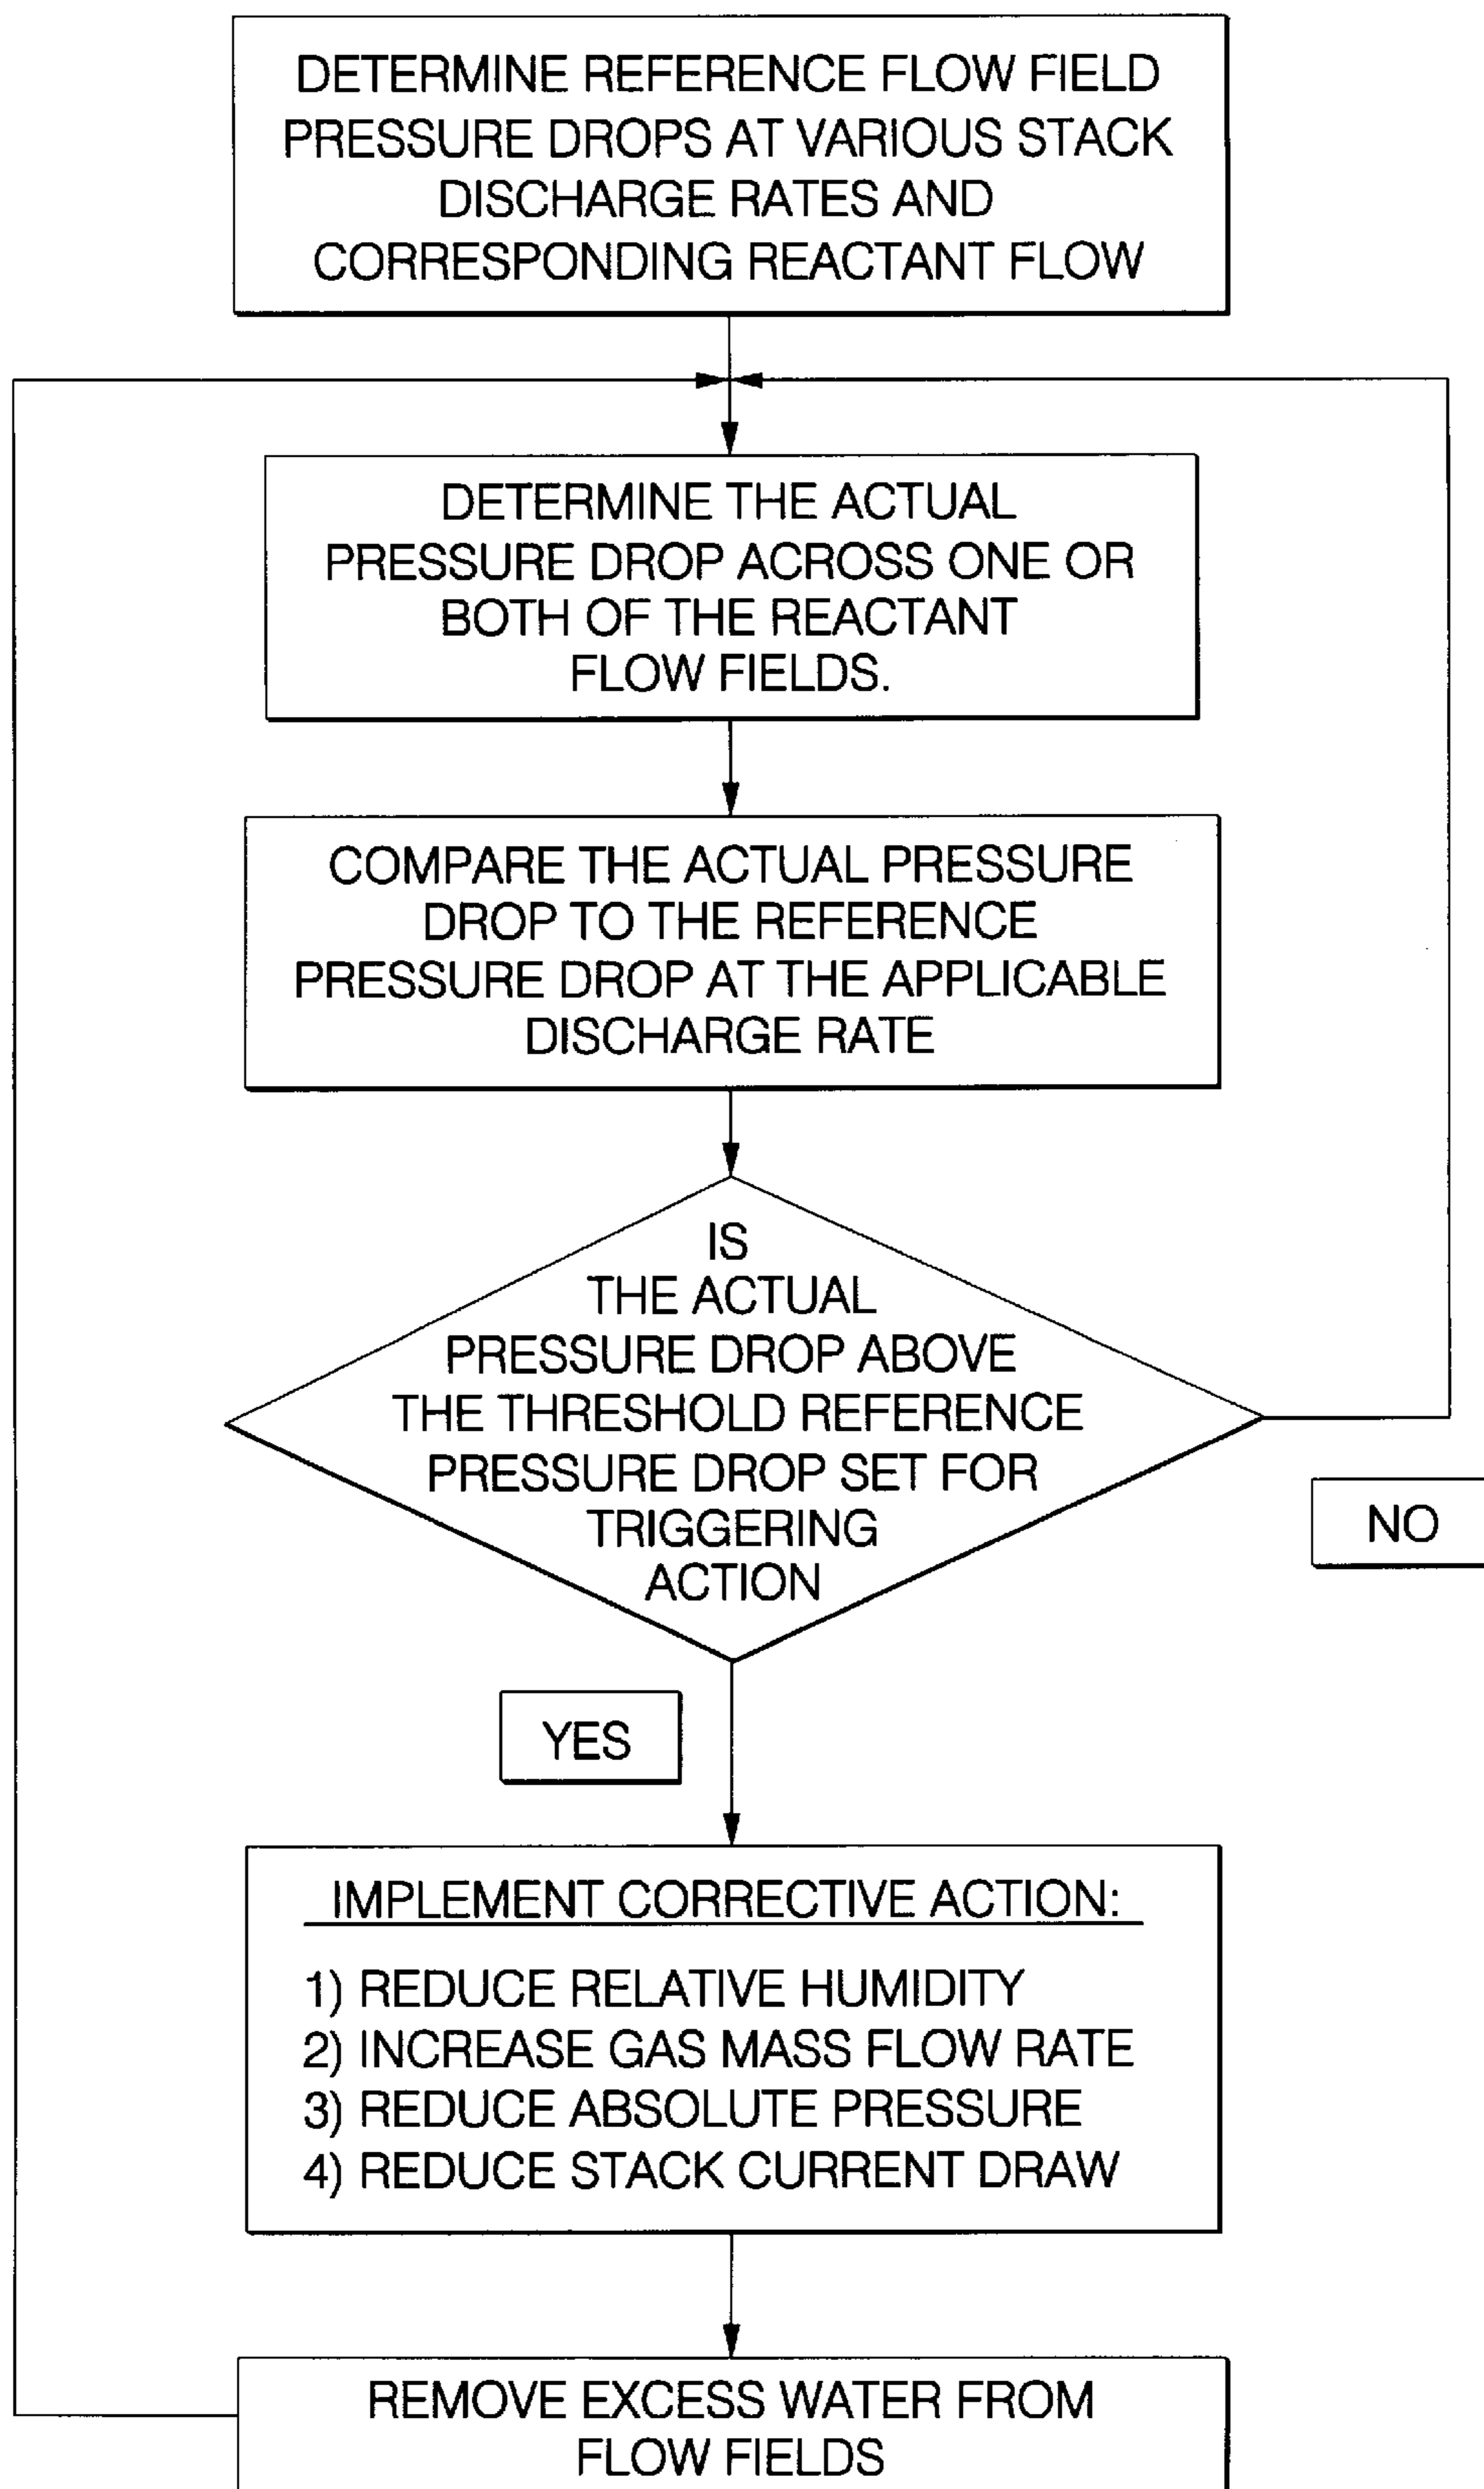 DETERMINE REFERENCE FLOW FIELD
PRESSURE DROPS AT VARIOUS STACK
DISCHARGE RATES AND
CORRESPONDING REACTANT FLOW
DETERMINE THE ACTUAL
PRESSURE DROP ACROSS ONE OR
BOTH OF THE REACTANT
FLOW FIELDS.
COMPARE THE ACTUAL PRESSURE
DROP TO THE REFERENCE
PRESSURE DROP AT THE APPLICABLE
DISCHARGE RATE
IS
THE ACTUAL
PRESSURE DROP ABOVE
THE THRESHOLD REFERENCE
PRESSURE DROP SET FOR
TRIGGERING
ACTION
NO
YES
IMPLEMENT CORRECTIVE ACTION:
1) REDUCE RELATIVE HUMIDITY
2) INCREASE GAS MASS FLOW RATE
3) REDUCE ABSOLUTE PRESSURE
4) REDUCE STACK CURRENT DRAW
REMOVE EXCESS WATER FROM
FLOW FIELDS